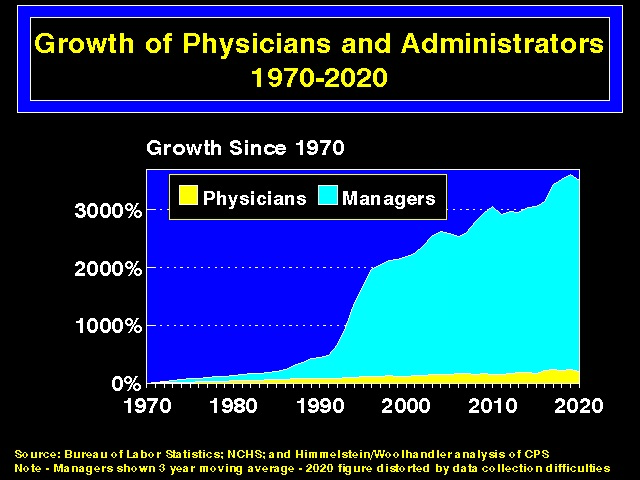 Growth of Physicians and Administrators
1970-2020
Growth Since 1970
Physicians Managers
3000%
2000%
1000%
0%
1970 1980 1990 2000 2010 2020
Source: Bureau of Labor Statistics; NCHS; and Himmelstein/Woolhandler analysis of CPS
Note - Managers shown 3 year moving average - 2020 figure distorted by data collection difficulties